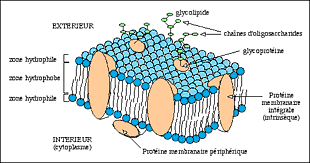 glycolipide
EXTERIEUR
chaînes d'oligosaccharides
glycoprotéine
zone hydrophile
zone hydrophobe
zone hydrophile
Protéine
membranaire
intégrale
(intrinsèque)
INTERIEUR
(cytoplasme)
Protéine membranaire périphérique